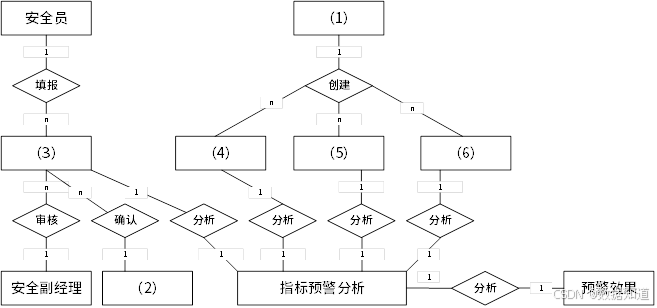 安全员 （1）
1 1
填报 创建
n n n n
（3） （4） （5） （6）
n n 1 1 1 1
审核 确认 分析 分析 分析 分析
1 1 1 1 1 1 1
安全副经理 （2） 指标预警分析 分析 1 预警效果
CSDN @数据知道